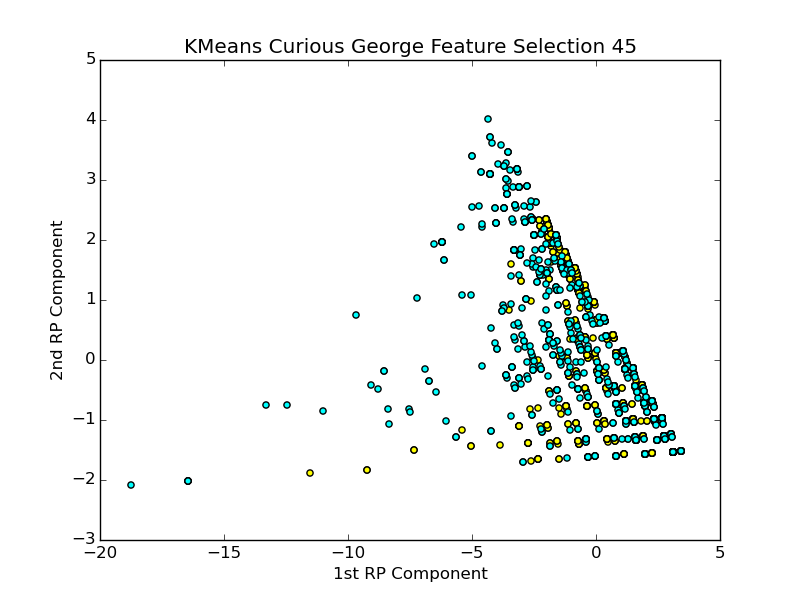 KMeans Curious George Feature Selection 45
5
4
3
2
1
0
−1
−2
−3
2nd RP Component
−20 −15 −10 −5 0 5
1st RP Component